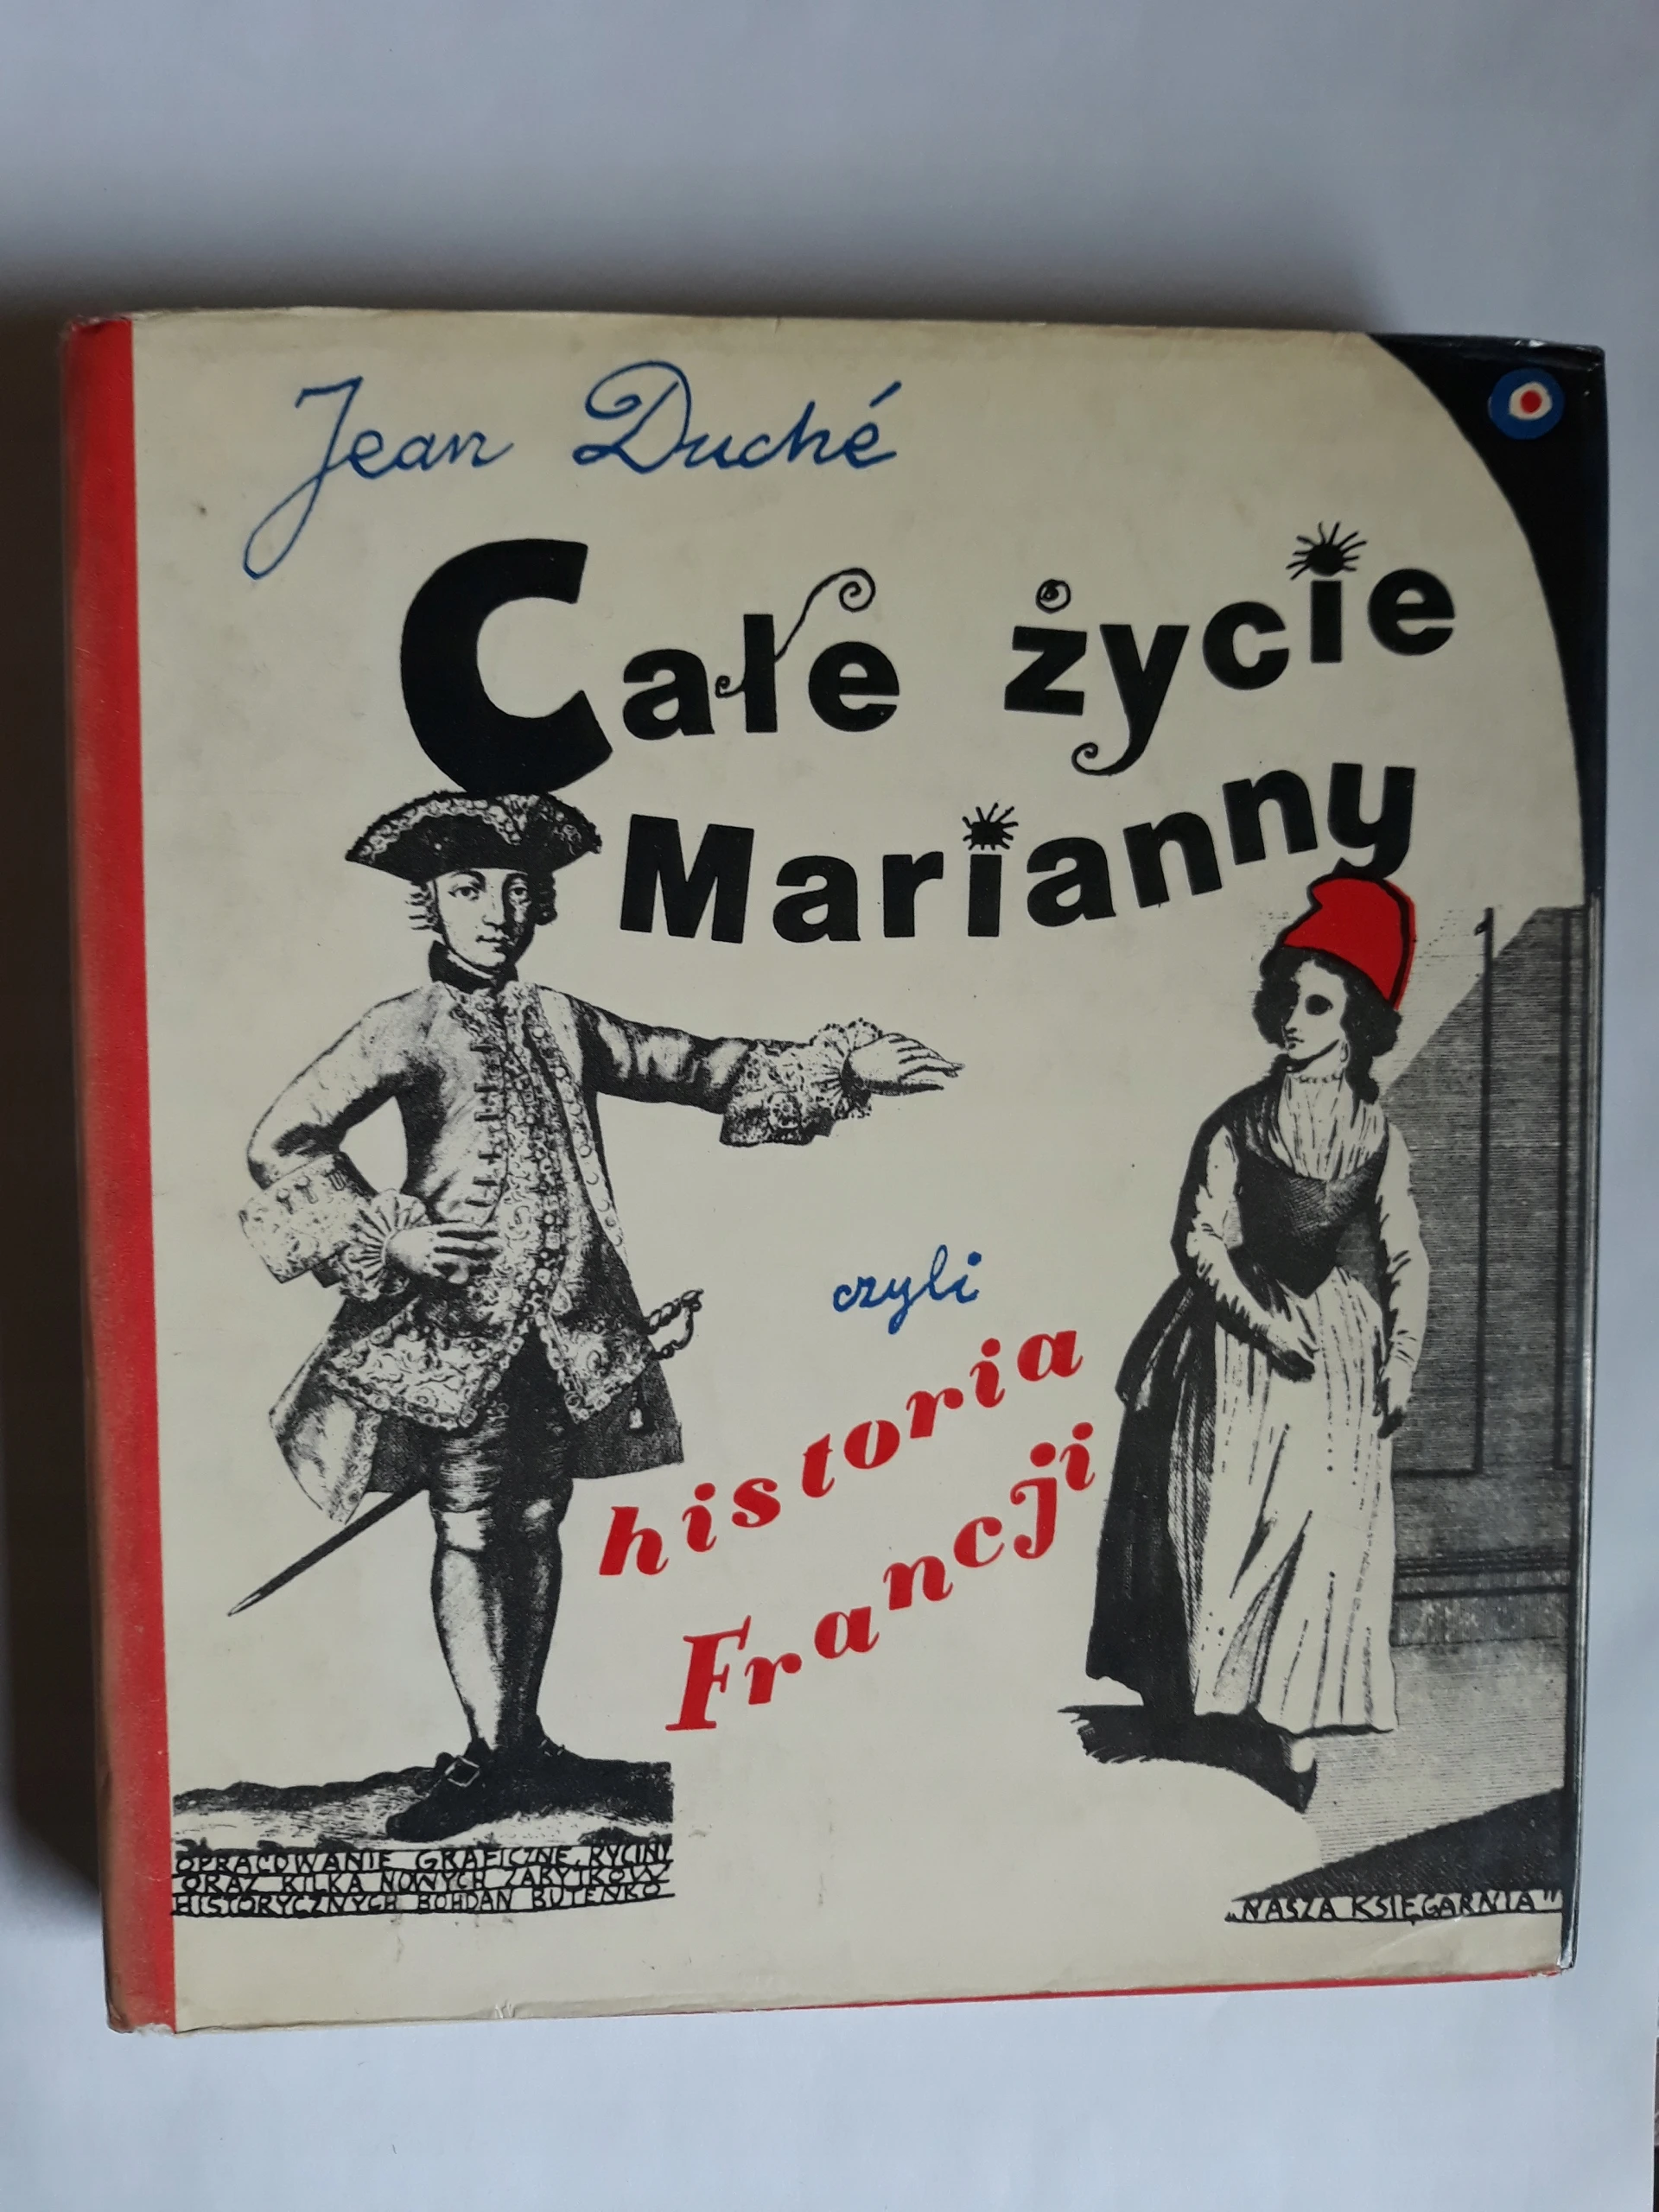 Jean Duché
Całe życie
Marianny
czyli
historia
Francji
OPRACOWANIE GRAFICZNE, RYCINY
ORAZ KILKA NOWYCH ZABYTKÓW
HISTORYCZNYCH BOHDAN BUTENKO
„NASZA KSIĘGARNIA"